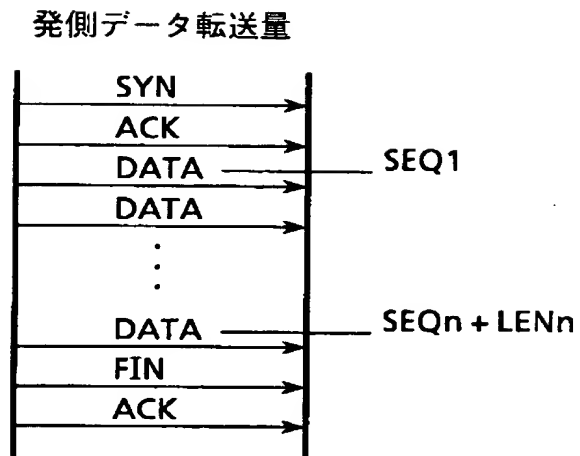 発側データ転送量
SYN
ACK
DATA
SEQ1
DATA
DATA
SEQn + LENn
FIN
ACK